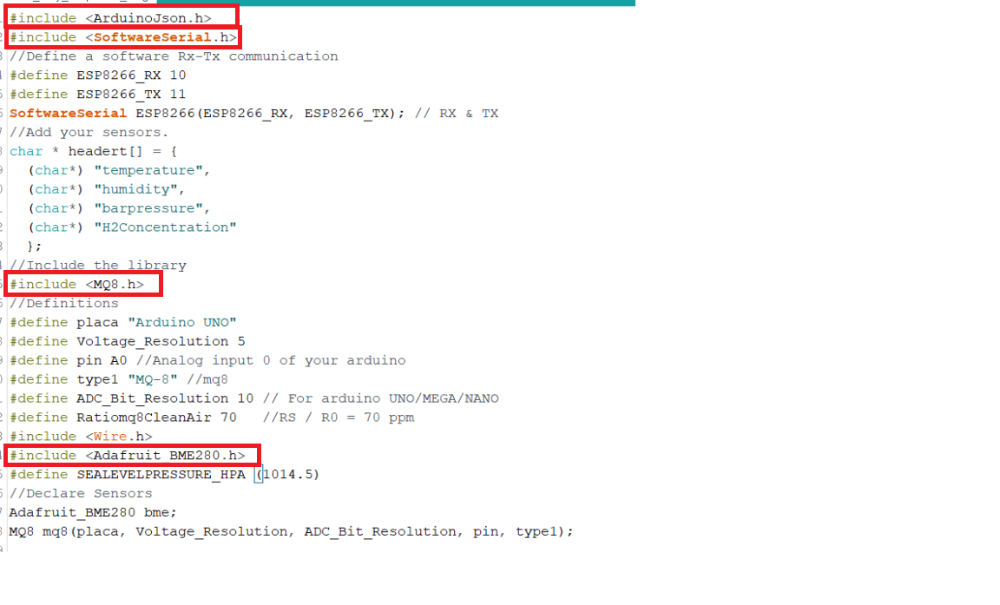 #include <ArduinoJson.h>
#include <SoftwareSerial.h>
//Define a software Rx-Tx communication
#define ESP8266_RX 10
#define ESP8266_TX 11
SoftwareSerial ESP8266(ESP8266_RX, ESP8266_TX); // RX & TX
//Add your sensors.
char * headert[] = {
(char*) "temperature",
(char*) "humidity",
(char*) "barpressure",
(char*) "H2Concentration"
};
//Include the library
#include <MQ8.h>
//Definitions
#define placa "Arduino UNO"
#define Voltage_Resolution 5
#define pin A0 //Analog input 0 of your arduino
#define type1 "MQ-8" //mq8
#define ADC_Bit_Resolution 10 // For arduino UNO/MEGA/NANO
#define Ratiomq8CleanAir 70 //RS / R0 = 70 ppm
#include <Wire.h>
#include <Adafruit_BME280.h>
#define SEALEVELPRESSURE_HPA (1014.5)
//Declare Sensors
Adafruit_BME280 bme;
MQ8 mq8(placa, Voltage_Resolution, ADC_Bit_Resolution, pin, type1);